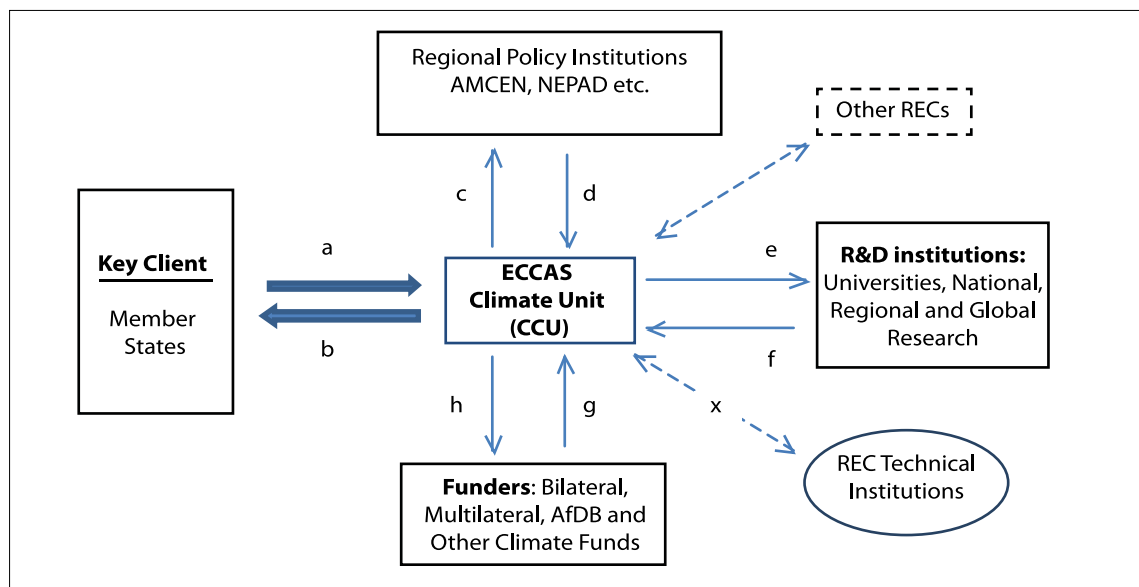 Regional Policy Institutions
AMCEN, NEPAD etc.
Other RECs
c
d
Key Client
Member
States
a
b
ECCAS
Climate Unit
(CCU)
e
f
R&D institutions:
Universities, National,
Regional and Global
Research
h
g
x
Funders: Bilateral,
Multilateral, AfDB and
Other Climate Funds
REC Technical
Institutions